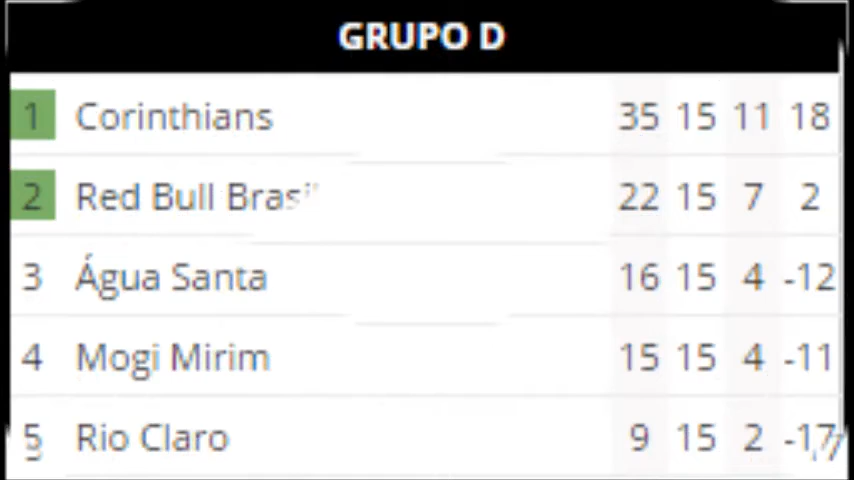 GRUPO D
1 Corinthians 35 15 11 18
2 Red Bull Brasil 22 15 7 2
3 Água Santa 16 15 4 -12
4 Mogi Mirim 15 15 4 -11
5 Rio Claro 9 15 2 -17